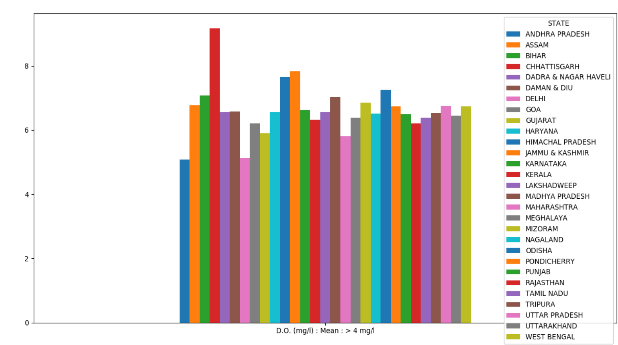 STATE
ANDHRA PRADESH
ASSAM
BIHAR
CHHATTISGARH
DADRA & NAGAR HAVELI
DAMAN & DIU
DELHI
GOA
GUJARAT
HARYANA
HIMACHAL PRADESH
JAMMU & KASHMIR
KARNATAKA
KERALA
LAKSHADWEEP
MADHYA PRADESH
MAHARASHTRA
MEGHALAYA
MIZORAM
NAGALAND
ODISHA
PONDICHERRY
PUNJAB
RAJASTHAN
TAMIL NADU
TRIPURA
UTTAR PRADESH
UTTARAKHAND
WEST BENGAL
8
6
4
2
0
D.O. (mg/l) : Mean : > 4 mg/l